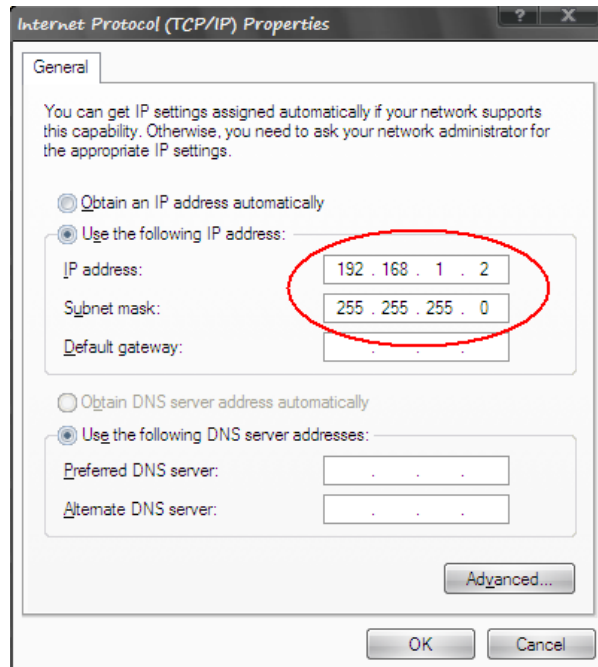 Internet Protocol (TCP/IP) Properties
? X
General
You can get IP settings assigned automatically if your network supports
this capability. Otherwise, you need to ask your network administrator for
the appropriate IP settings.
Obtain an IP address automatically
Use the following IP address:
IP address: 192 . 168 . 1 . 2
Subnet mask: 255 . 255 . 255 . 0
Default gateway: . . .
Obtain DNS server address automatically
Use the following DNS server addresses:
Preferred DNS server: . . .
Alternate DNS server: . . .
Advanced...
OK Cancel